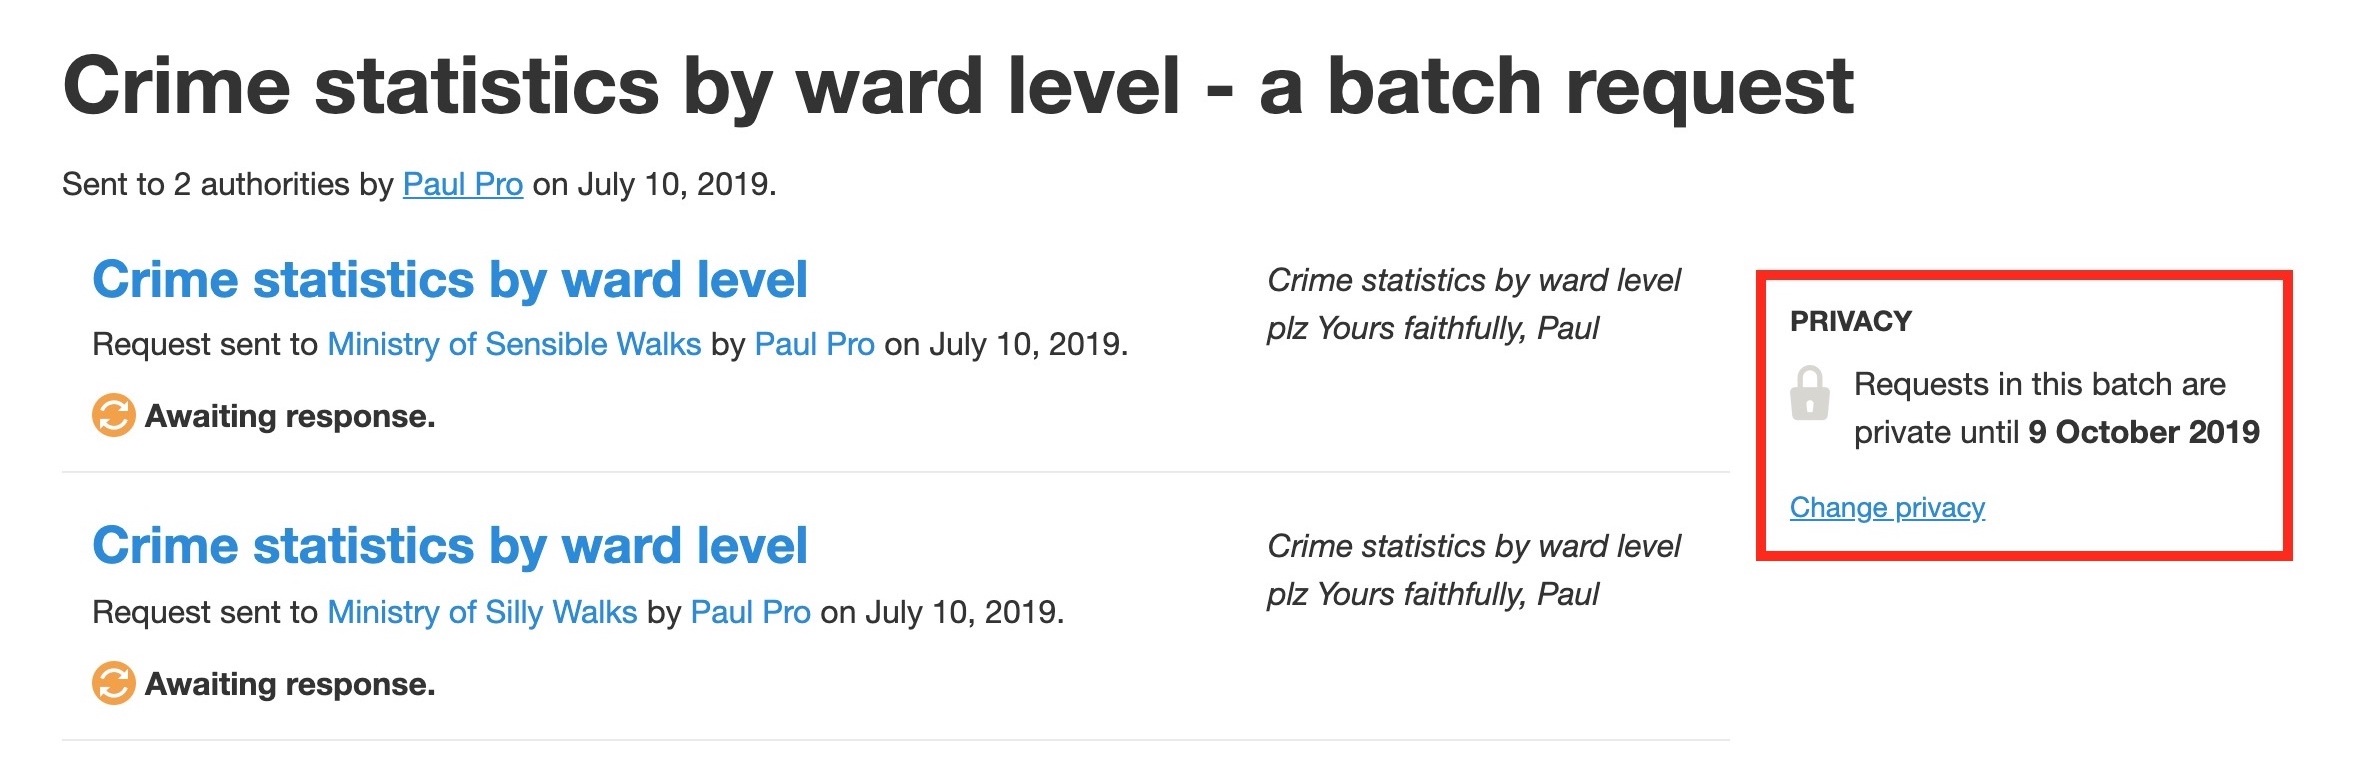 Crime statistics by ward level - a batch request
Sent to 2 authorities by Paul Pro on July 10, 2019.
Crime statistics by ward level
Request sent to Ministry of Sensible Walks by Paul Pro on July 10, 2019.
Awaiting response.
Crime statistics by ward level
plz Yours faithfully, Paul
Crime statistics by ward level
Request sent to Ministry of Silly Walks by Paul Pro on July 10, 2019.
Awaiting response.
Crime statistics by ward level
plz Yours faithfully, Paul
PRIVACY
Requests in this batch are
private until 9 October 2019
Change privacy